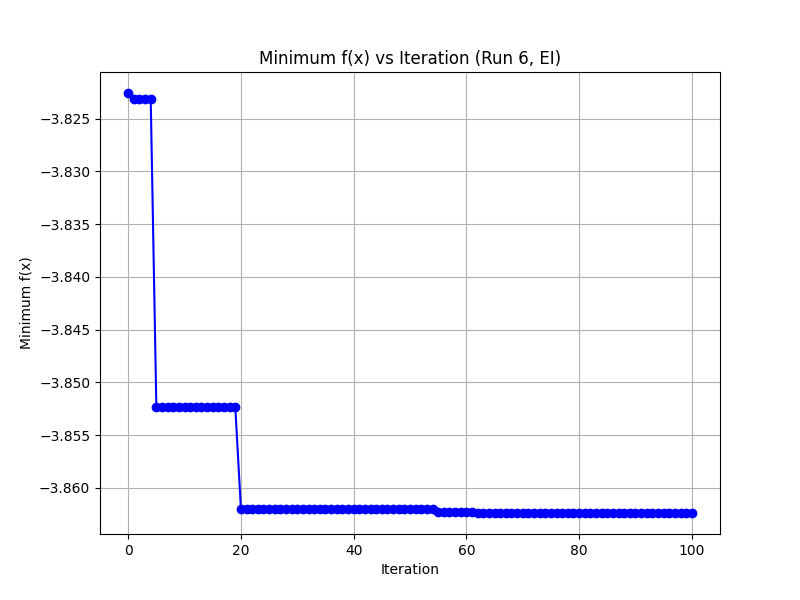 Minimum f(x) vs Iteration (Run 6, EI)
−3.825
−3.830
−3.835
−3.840
−3.845
−3.850
−3.855
−3.860
Minimum f(x)
0 20 40 60 80 100
Iteration